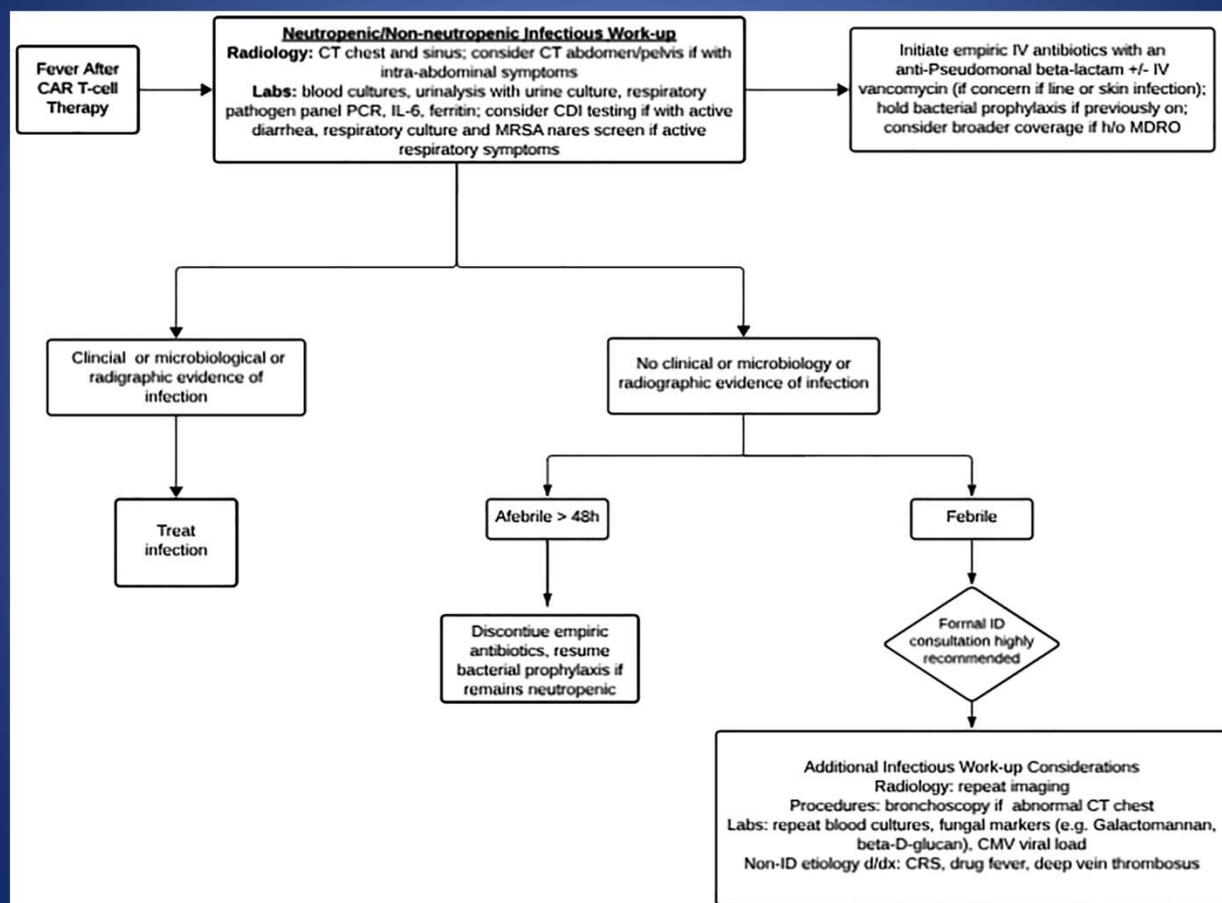 Fever After
CAR T-cell
Therapy
Neutropenic/Non-neutropenic Infectious Work-up
Radiology: CT chest and sinus; consider CT abdomen/pelvis if with
intra-abdominal symptoms
Labs: blood cultures, urinalysis with urine culture, respiratory
pathogen panel PCR, IL-6, ferritin; consider CDI testing if with active
diarrhea, respiratory culture and MRSA nares screen if active
respiratory symptoms
Initiate empiric IV antibiotics with an
anti-Pseudomonal beta-lactam +/- IV
vancomycin (if concern if line or skin infection);
hold bacterial prophylaxis if previously on;
consider broader coverage if h/o MDRO
Clincial or microbiological or
radigraphic evidence of
infection
No clinical or microbiology or
radiographic evidence of infection
Treat
infection
Afebrile > 48h
Febrile
Discontiue empiric
antibiotics, resume
bacterial prophylaxis if
remains neutropenic
Formal ID
consultation highly
recommended
Additional Infectious Work-up Considerations
Radiology: repeat imaging
Procedures: bronchoscopy if abnormal CT chest
Labs: repeat blood cultures, fungal markers (e.g. Galactomannan,
beta-D-glucan), CMV viral load
Non-ID etiology d/dx: CRS, drug fever, deep vein thrombosus